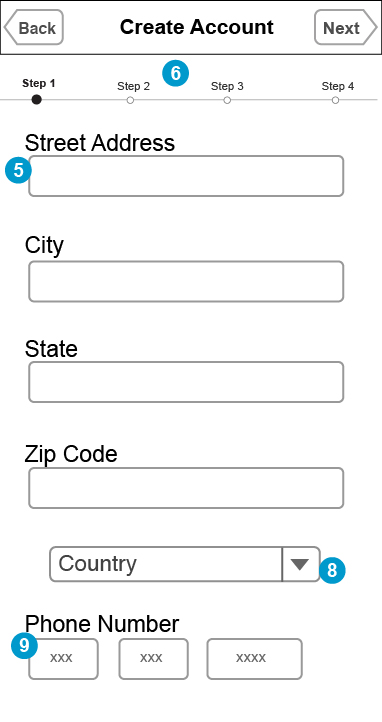 Back Create Account Next
Step 1 Step 2 6 Step 3 Step 4
Street Address
5
City
State
Zip Code
Country 8
Phone Number
9 xxx xxx xxxx